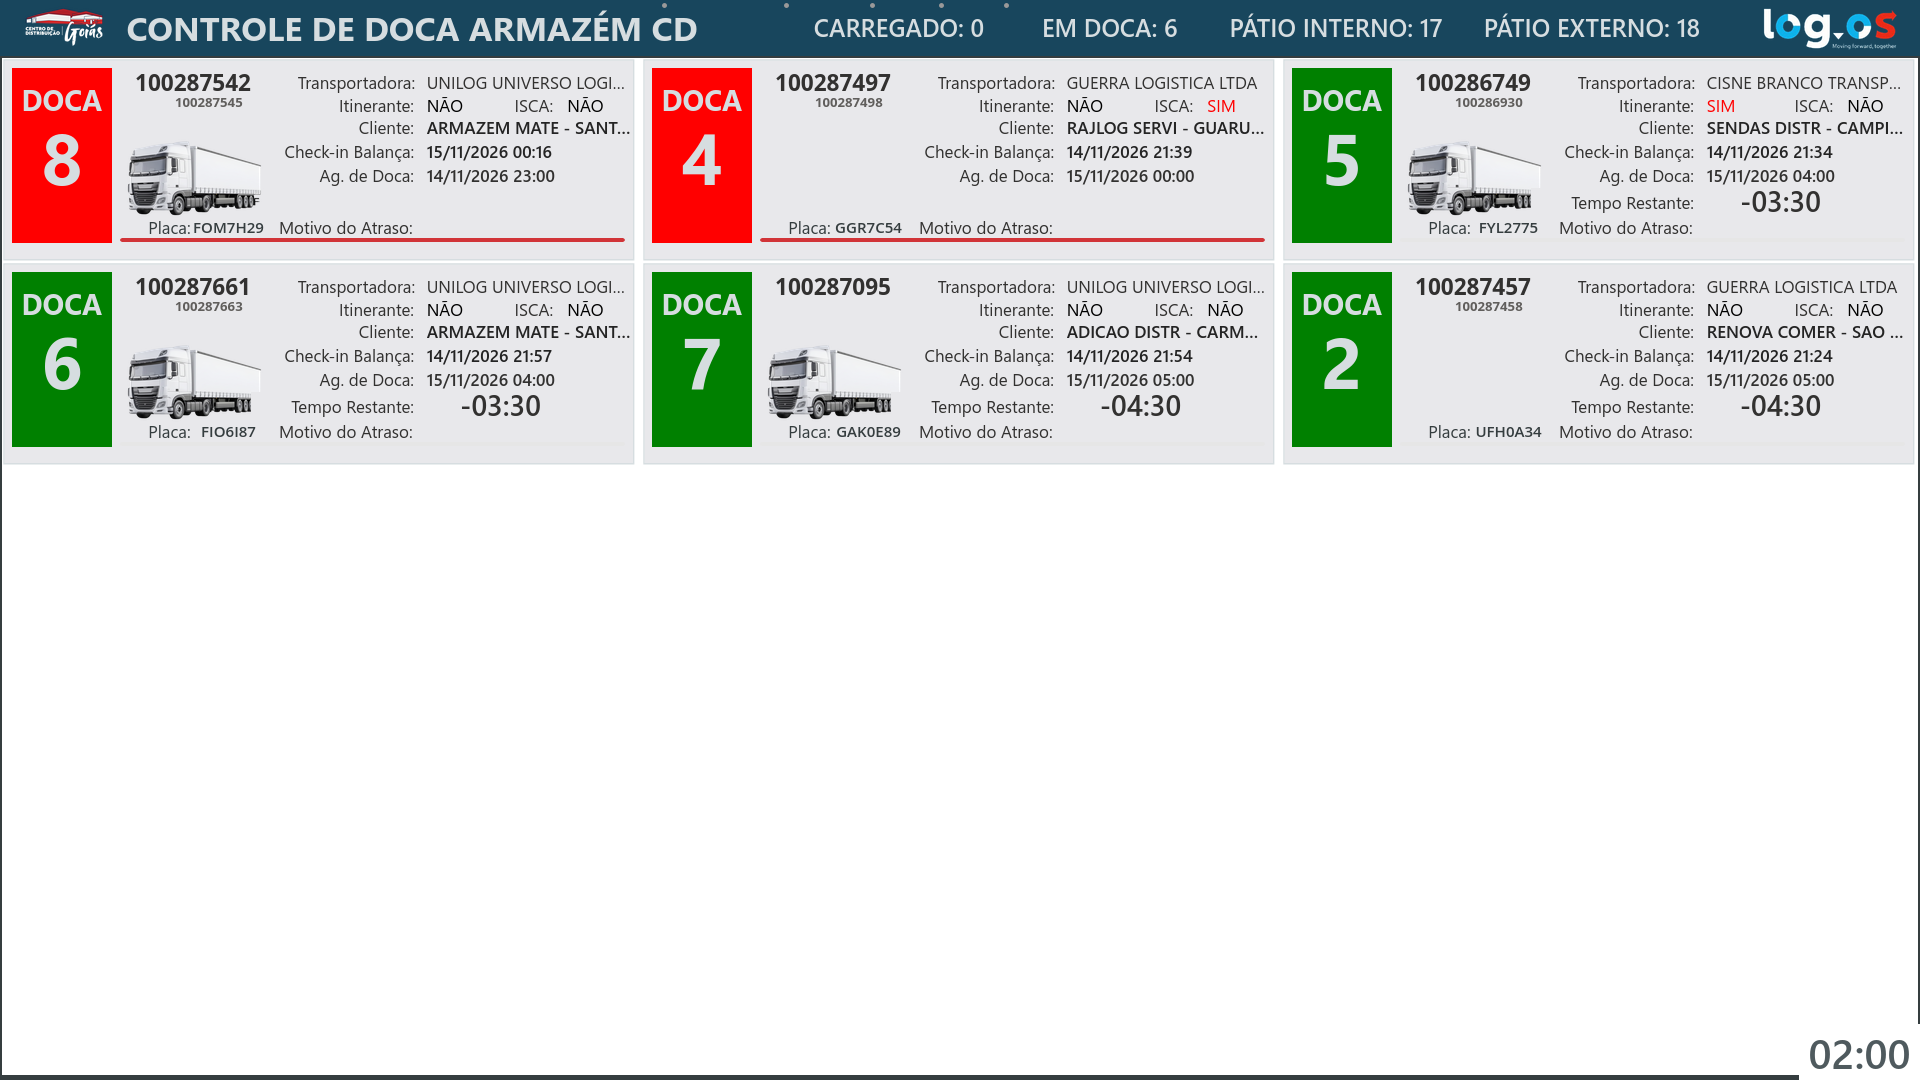 CENTRO DE DISTRIBUIÇÃO Goiás
CONTROLE DE DOCA ARMAZÉM CD
CARREGADO: 0
EM DOCA: 6
PÁTIO INTERNO: 17
PÁTIO EXTERNO: 18
log.os
Moving forward, together
DOCA
8
100287542
100287545
Transportadora: UNILOG UNIVERSO LOGI...
Itinerante: NÃO ISCA: NÃO
Cliente: ARMAZEM MATE - SANT...
Check-in Balança: 15/11/2026 00:16
Ag. de Doca: 14/11/2026 23:00
Placa: FOM7H29 Motivo do Atraso:
DOCA
4
100287497
100287498
Transportadora: GUERRA LOGISTICA LTDA
Itinerante: NÃO ISCA: SIM
Cliente: RAJLOG SERVI - GUARU...
Check-in Balança: 14/11/2026 21:39
Ag. de Doca: 15/11/2026 00:00
Placa: GGR7C54 Motivo do Atraso:
DOCA
5
100286749
100286930
Transportadora: CISNE BRANCO TRANSP...
Itinerante: SIM ISCA: NÃO
Cliente: SENDAS DISTR - CAMPI...
Check-in Balança: 14/11/2026 21:34
Ag. de Doca: 15/11/2026 04:00
Tempo Restante: -03:30
Placa: FYL2775 Motivo do Atraso:
DOCA
6
100287661
100287663
Transportadora: UNILOG UNIVERSO LOGI...
Itinerante: NÃO ISCA: NÃO
Cliente: ARMAZEM MATE - SANT...
Check-in Balança: 14/11/2026 21:57
Ag. de Doca: 15/11/2026 04:00
Tempo Restante: -03:30
Placa: FIO6I87 Motivo do Atraso:
DOCA
7
100287095
Transportadora: UNILOG UNIVERSO LOGI...
Itinerante: NÃO ISCA: NÃO
Cliente: ADICAO DISTR - CARM...
Check-in Balança: 14/11/2026 21:54
Ag. de Doca: 15/11/2026 05:00
Tempo Restante: -04:30
Placa: GAK0E89 Motivo do Atraso:
DOCA
2
100287457
100287458
Transportadora: GUERRA LOGISTICA LTDA
Itinerante: NÃO ISCA: NÃO
Cliente: RENOVA COMER - SAO ...
Check-in Balança: 14/11/2026 21:24
Ag. de Doca: 15/11/2026 05:00
Tempo Restante: -04:30
Placa: UFH0A34 Motivo do Atraso:
02:00